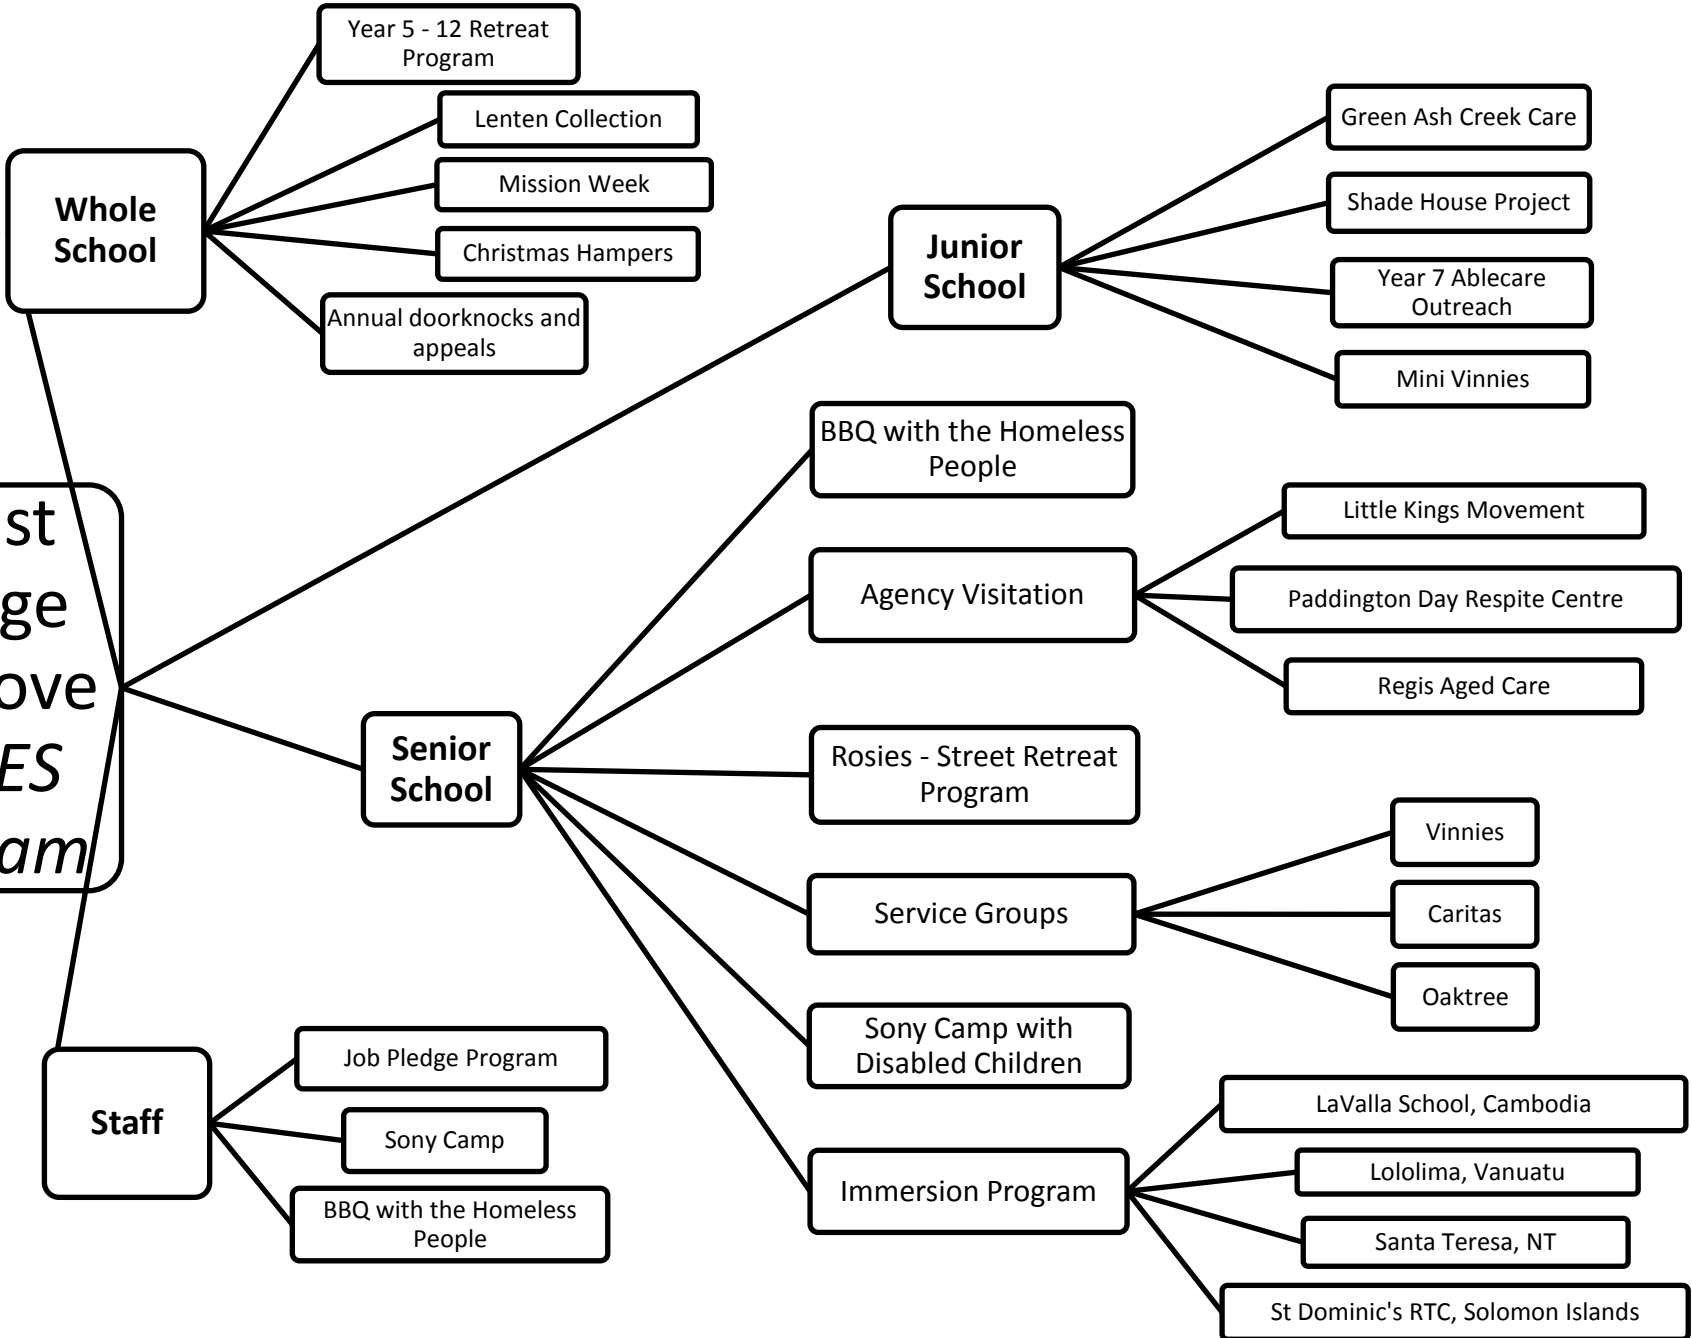 Year 5 - 12 Retreat
Program
Lenten Collection
Mission Week
Christmas Hampers
Annual doorknocks and
appeals
Whole
School
Junior
School
Green Ash Creek Care
Shade House Project
Year 7 Ablecare
Outreach
Mini Vinnies
st
ge
ove
ES
am
Senior
School
BBQ with the Homeless
People
Agency Visitation
Little Kings Movement
Paddington Day Respite Centre
Regis Aged Care
Rosies - Street Retreat
Program
Service Groups
Vinnies
Caritas
Oaktree
Sony Camp with
Disabled Children
Immersion Program
LaValla School, Cambodia
Lololima, Vanuatu
Santa Teresa, NT
St Dominic's RTC, Solomon Islands
Staff
Job Pledge Program
Sony Camp
BBQ with the Homeless
People